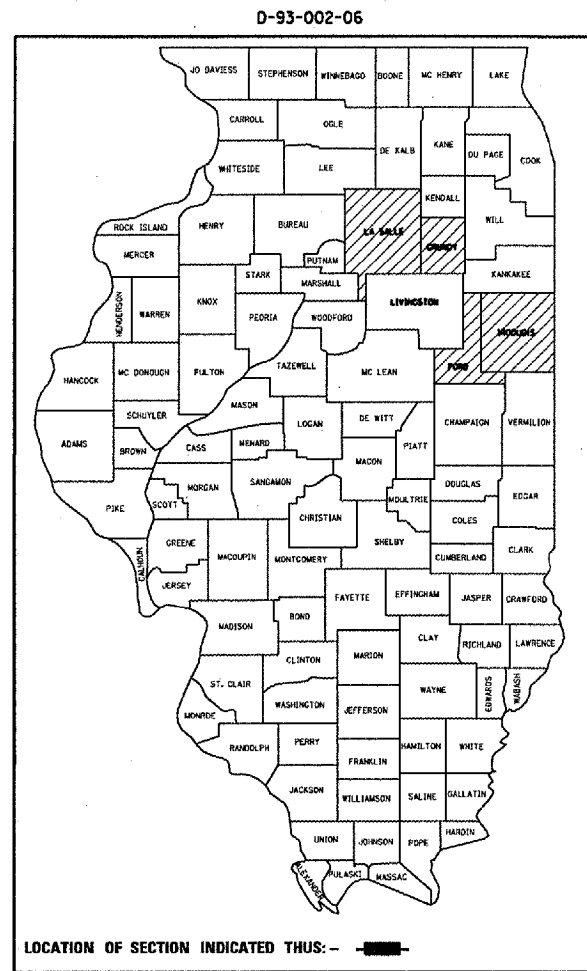 D-93-002-06
JO DAVIESS STEPHENSON WINNEBAGO BOONE MC HENRY LAKE
CARROLL OGLE DE KALB KANE DU PAGE COOK
WHITESIDE LEE
KENDALL WILL
ROCK ISLAND HENRY BUREAU LA SALLE GRUNDY
MERCER PUTNAM
STARK MARSHALL KANKAKEE
HENDERSON WARREN KNOX PEORIA WOODFORD LIVINGSTON IROQUOIS
FORD
HANCOCK MC DONOUGH FULTON TAZEWELL MC LEAN
MASON
SCHUYLER LOGAN DE WITT CHAMPAIGN VERMILION
ADAMS BROWN CASS MENARD MACON PIATT
MORGAN SANGAMON DOUGLAS EDGAR
PIKE SCOTT CHRISTIAN MOULTRIE COLES
GREENE MACOUPIN MONTGOMERY SHELBY CUMBERLAND CLARK
CALHOUN JERSEY
FAYETTE EFFINGHAM JASPER CRAWFORD
MADISON BOND
CLAY RICHLAND LAWRENCE
CLINTON MARION
ST. CLAIR WAYNE EDWARDS WABASH
MONROE WASHINGTON JEFFERSON
RANDOLPH PERRY HAMILTON WHITE
FRANKLIN
JACKSON WILLIAMSON SALINE GALLATIN
UNION JOHNSON POPE HARDIN
ALEXANDER PULASKI MASSAC
LOCATION OF SECTION INDICATED THUS: -